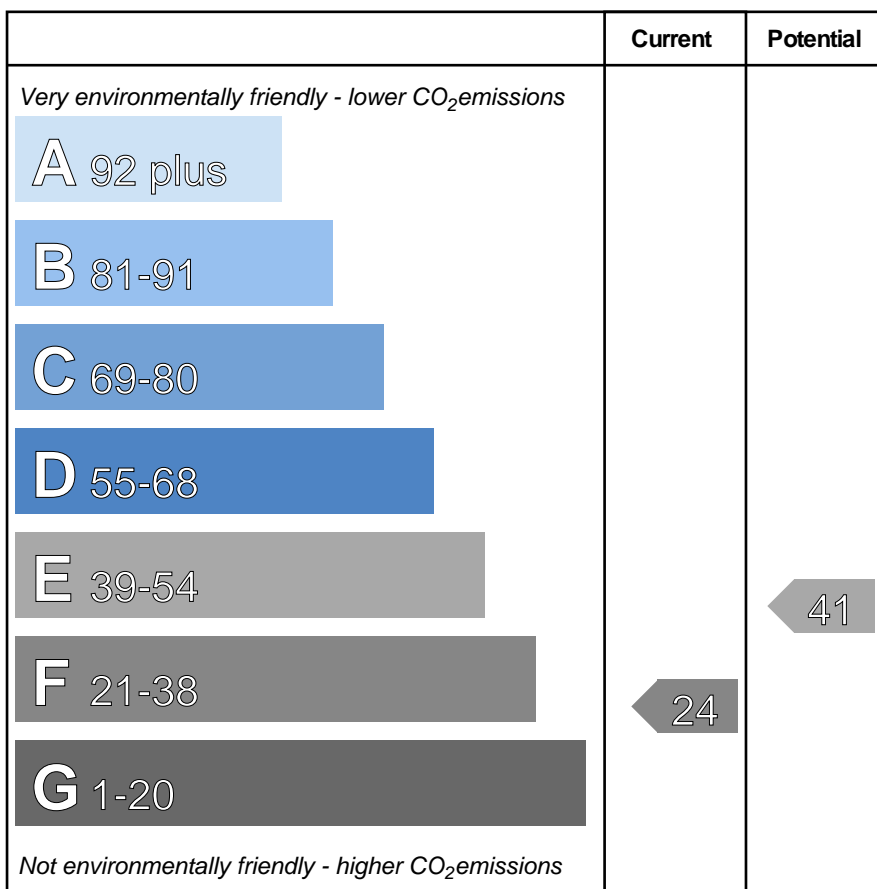 Current Potential
Very environmentally friendly - lower CO2emissions
A 92 plus
B 81-91
C 69-80
D 55-68
E 39-54
41
F 21-38
24
G 1-20
Not environmentally friendly - higher CO2emissions